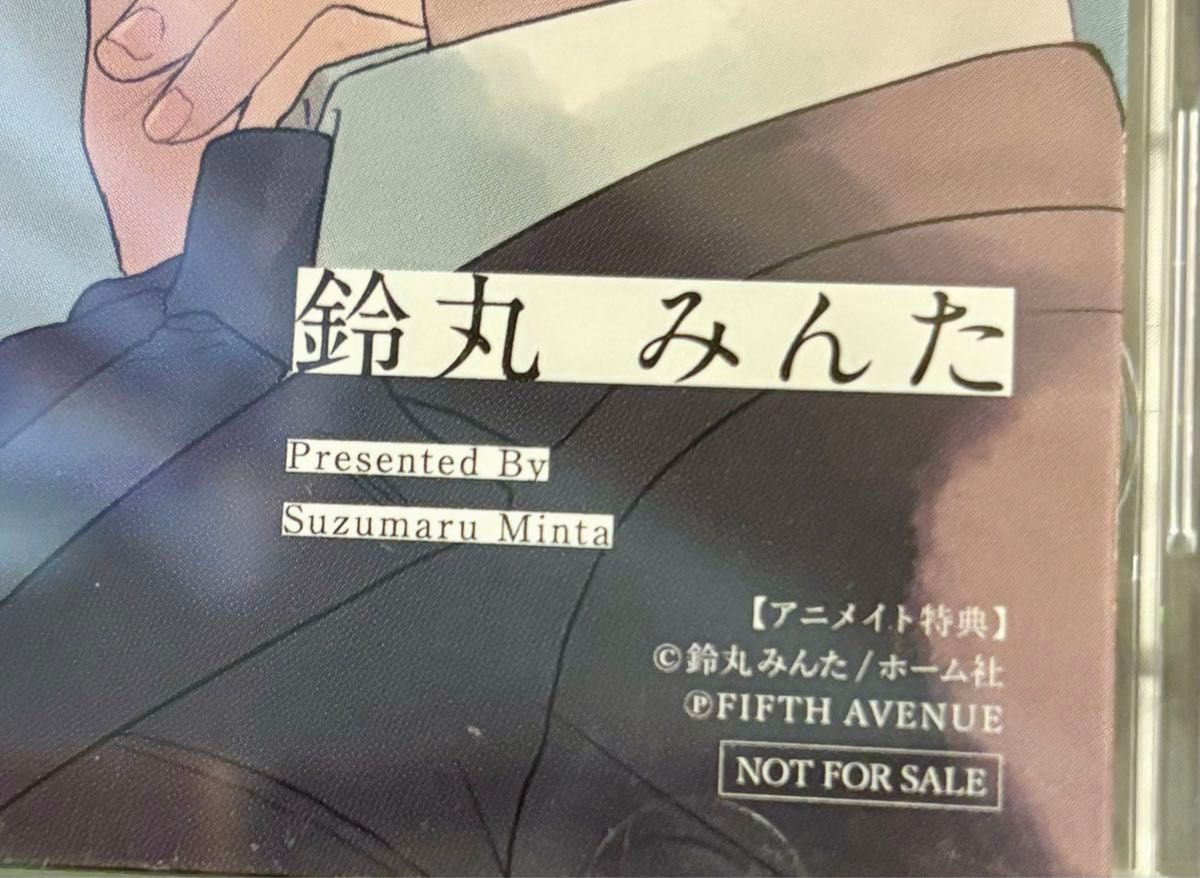 鈴丸 みんた
Presented By
Suzumaru Minta
【アニメイト特典】
©鈴丸みんた/ホーム社
℗FIFTH AVENUE
NOT FOR SALE